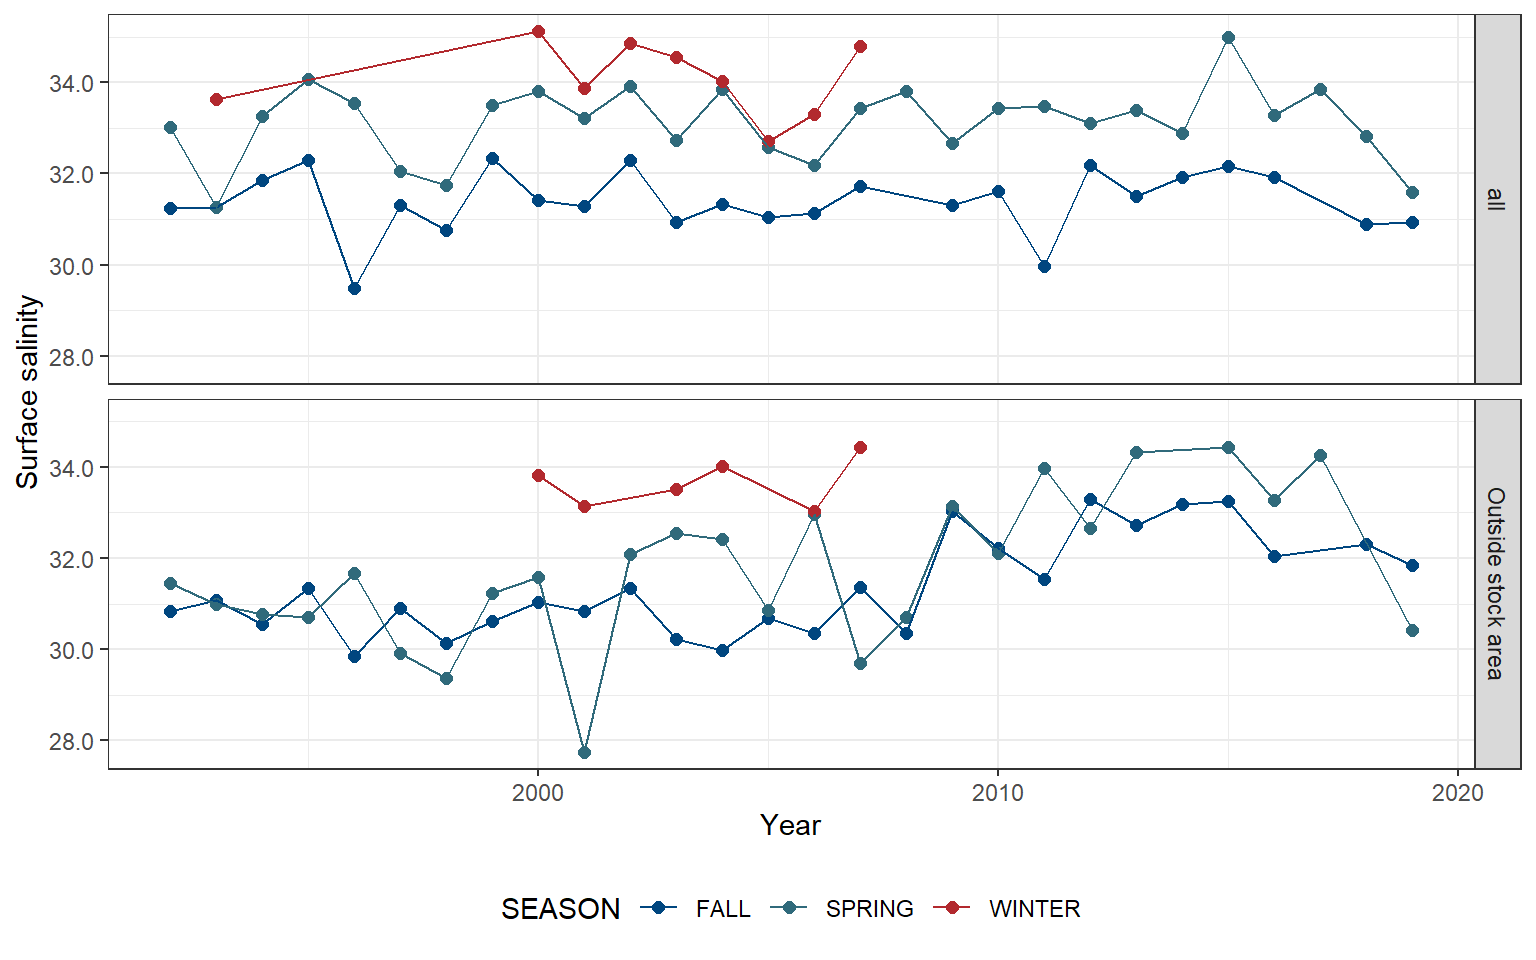 34.0
32.0
30.0
28.0
all
Surface salinity
34.0
32.0
30.0
28.0
Outside stock area
2000 2010 2020
Year
SEASON FALL SPRING WINTER